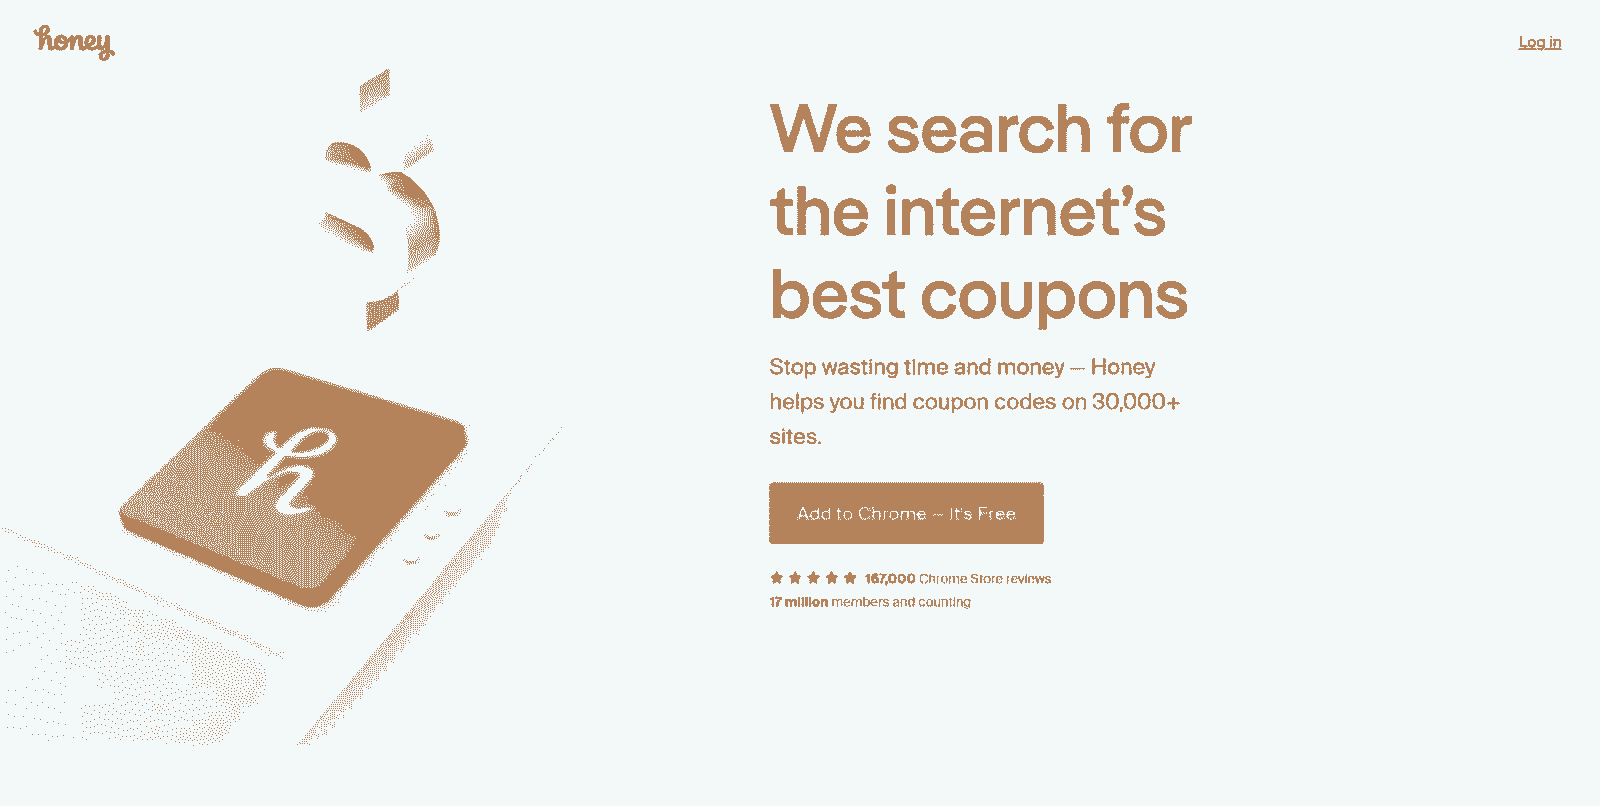 honey
Log in
We search for
the internet's
best coupons
Stop wasting time and money – Honey
helps you find coupon codes on 30,000+
sites.
h
Add to Chrome – It's Free
167,000 Chrome Store reviews
17 million members and counting